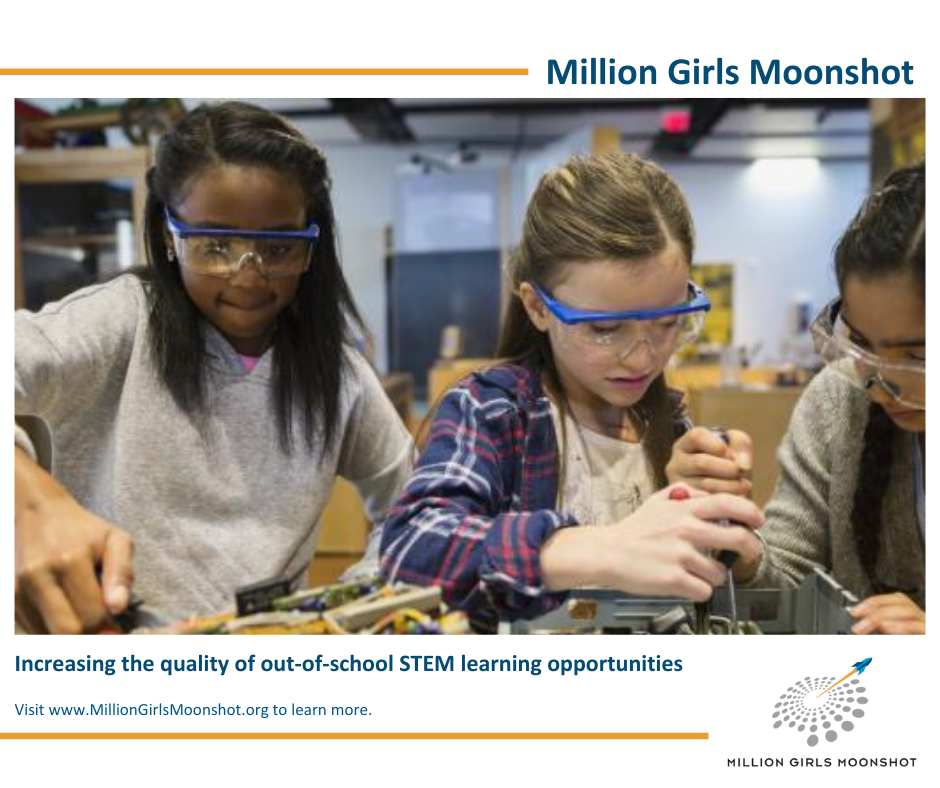 Million Girls Moonshot
Increasing the quality of out-of-school STEM learning opportunities
Visit www.MillionGirlsMoonshot.org to learn more.
MILLION GIRLS MOONSHOT